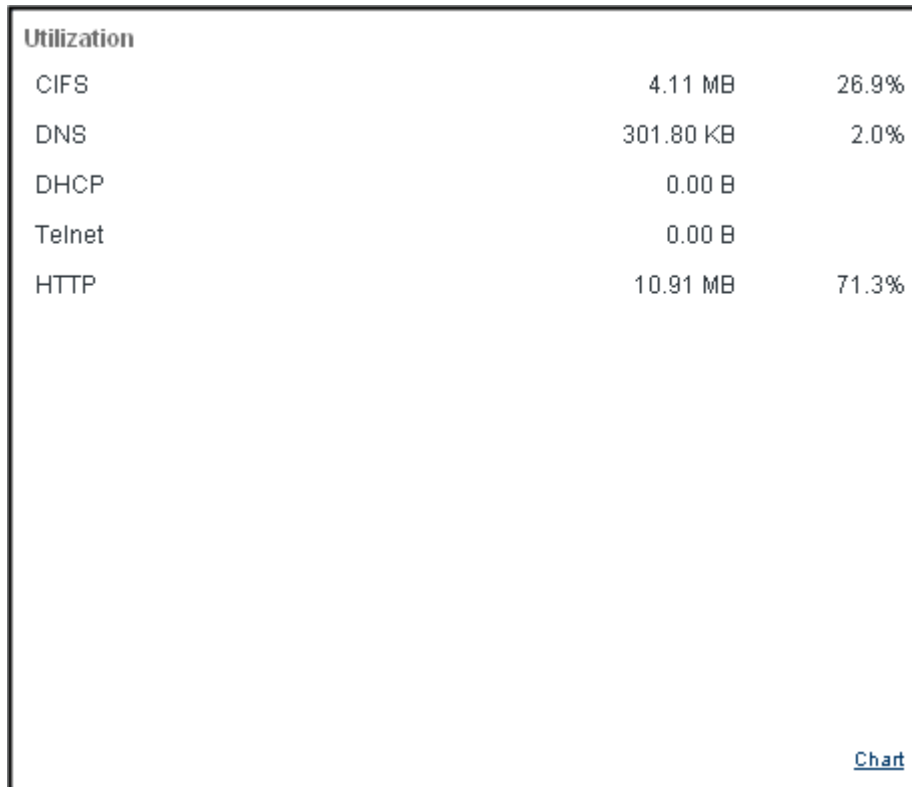 Utilization
CIFS 4.11 MB 26.9%
DNS 301.80 KB 2.0%
DHCP 0.00 B
Telnet 0.00 B
HTTP 10.91 MB 71.3%
Chart